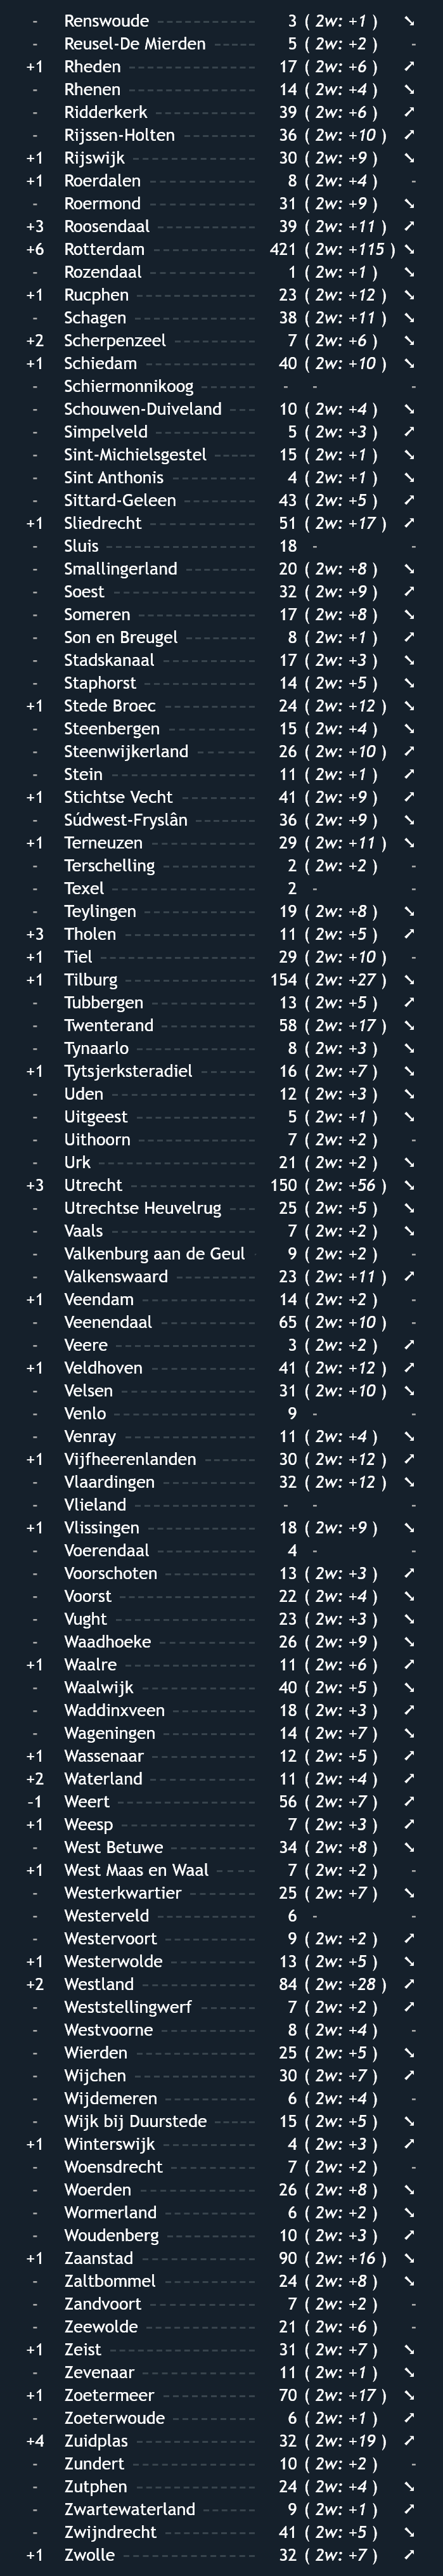 - Renswoude 3 ( 2w: +1 ) ↘
- Reusel-De Mierden 5 ( 2w: +2 ) -
+1 Rheden 17 ( 2w: +6 ) ↗
- Rhenen 14 ( 2w: +4 ) ↘
- Ridderkerk 39 ( 2w: +6 ) ↗
- Rijssen-Holten 36 ( 2w: +10 ) ↗
+1 Rijswijk 30 ( 2w: +9 ) ↘
+1 Roerdalen 8 ( 2w: +4 ) -
- Roermond 31 ( 2w: +9 ) ↘
+3 Roosendaal 39 ( 2w: +11 ) ↗
+6 Rotterdam 421 ( 2w: +115 ) ↘
- Rozendaal 1 ( 2w: +1 ) ↘
+1 Rucphen 23 ( 2w: +12 ) ↘
- Schagen 38 ( 2w: +11 ) ↘
+2 Scherpenzeel 7 ( 2w: +6 ) ↘
+1 Schiedam 40 ( 2w: +10 ) ↘
- Schiermonnikoog - - -
- Schouwen-Duiveland 10 ( 2w: +4 ) ↘
- Simpelveld 5 ( 2w: +3 ) ↗
- Sint-Michielsgestel 15 ( 2w: +1 ) ↘
- Sint Anthonis 4 ( 2w: +1 ) ↘
- Sittard-Geleen 43 ( 2w: +5 ) ↗
+1 Sliedrecht 51 ( 2w: +17 ) ↗
- Sluis 18 - -
- Smallingerland 20 ( 2w: +8 ) ↘
- Soest 32 ( 2w: +9 ) ↗
- Someren 17 ( 2w: +8 ) ↘
- Son en Breugel 8 ( 2w: +1 ) ↗
- Stadskanaal 17 ( 2w: +3 ) ↘
- Staphorst 14 ( 2w: +5 ) ↘
+1 Stede Broec 24 ( 2w: +12 ) ↘
- Steenbergen 15 ( 2w: +4 ) ↘
- Steenwijkerland 26 ( 2w: +10 ) ↗
- Stein 11 ( 2w: +1 ) ↗
+1 Stichtse Vecht 41 ( 2w: +9 ) ↗
- Súdwest-Fryslân 36 ( 2w: +9 ) ↘
+1 Terneuzen 29 ( 2w: +11 ) ↘
- Terschelling 2 ( 2w: +2 ) -
- Texel 2 - -
- Teylingen 19 ( 2w: +8 ) ↘
+3 Tholen 11 ( 2w: +5 ) ↗
+1 Tiel 29 ( 2w: +10 ) -
+1 Tilburg 154 ( 2w: +27 ) ↘
- Tubbergen 13 ( 2w: +5 ) ↗
- Twenterand 58 ( 2w: +17 ) ↘
- Tynaarlo 8 ( 2w: +3 ) ↘
+1 Tytsjerksteradiel 16 ( 2w: +7 ) ↘
- Uden 12 ( 2w: +3 ) ↘
- Uitgeest 5 ( 2w: +1 ) ↘
- Uithoorn 7 ( 2w: +2 ) -
- Urk 21 ( 2w: +2 ) ↘
+3 Utrecht 150 ( 2w: +56 ) ↗
- Utrechtse Heuvelrug 25 ( 2w: +5 ) ↘
- Vaals 7 ( 2w: +2 ) ↘
- Valkenburg aan de Geul 9 ( 2w: +2 ) -
- Valkenswaard 23 ( 2w: +11 ) ↗
+1 Veendam 14 ( 2w: +2 ) -
- Veenendaal 65 ( 2w: +10 ) -
- Veere 3 ( 2w: +2 ) ↗
+1 Veldhoven 41 ( 2w: +12 ) ↗
- Velsen 31 ( 2w: +10 ) ↘
- Venlo 9 - -
- Venray 11 ( 2w: +4 ) ↘
+1 Vijfheerenlanden 30 ( 2w: +12 ) ↗
- Vlaardingen 32 ( 2w: +12 ) ↘
- Vlieland - - -
+1 Vlissingen 18 ( 2w: +9 ) ↘
- Voerendaal 4 - -
- Voorschoten 13 ( 2w: +3 ) ↗
- Voorst 22 ( 2w: +4 ) ↘
- Vught 23 ( 2w: +3 ) ↘
- Waadhoeke 26 ( 2w: +9 ) ↘
+1 Waalre 11 ( 2w: +6 ) ↗
- Waalwijk 40 ( 2w: +5 ) ↘
- Waddinxveen 18 ( 2w: +3 ) ↗
- Wageningen 14 ( 2w: +7 ) ↘
+1 Wassenaar 12 ( 2w: +5 ) ↗
+2 Waterland 11 ( 2w: +4 ) ↗
-1 Weert 56 ( 2w: +7 ) ↗
+1 Weesp 7 ( 2w: +3 ) ↗
- West Betuwe 34 ( 2w: +8 ) ↘
+1 West Maas en Waal 7 ( 2w: +2 ) -
- Westerkwartier 25 ( 2w: +7 ) ↘
- Westerveld 6 - -
- Westervoort 9 ( 2w: +2 ) ↗
+1 Westerwolde 13 ( 2w: +5 ) ↘
+2 Westland 84 ( 2w: +28 ) ↗
- Weststellingwerf 7 ( 2w: +2 ) ↗
- Westvoorne 8 ( 2w: +4 ) -
- Wierden 25 ( 2w: +5 ) ↘
- Wijchen 30 ( 2w: +7 ) ↗
- Wijdemeren 6 ( 2w: +4 ) -
- Wijk bij Duurstede 15 ( 2w: +5 ) ↘
+1 Winterswijk 4 ( 2w: +3 ) ↗
- Woensdrecht 7 ( 2w: +2 ) -
- Woerden 26 ( 2w: +8 ) ↘
- Wormerland 6 ( 2w: +2 ) ↘
- Woudenberg 10 ( 2w: +3 ) ↗
+1 Zaanstad 90 ( 2w: +16 ) ↘
- Zaltbommel 24 ( 2w: +8 ) ↘
- Zandvoort 7 ( 2w: +2 ) -
- Zeewolde 21 ( 2w: +6 ) -
+1 Zeist 31 ( 2w: +7 ) ↘
- Zevenaar 11 ( 2w: +1 ) ↘
+1 Zoetermeer 70 ( 2w: +17 ) ↘
- Zoeterwoude 6 ( 2w: +1 ) ↗
+4 Zuidplas 32 ( 2w: +19 ) ↗
- Zundert 10 ( 2w: +2 ) -
- Zutphen 24 ( 2w: +4 ) ↘
- Zwartewaterland 9 ( 2w: +1 ) ↗
- Zwijndrecht 41 ( 2w: +5 ) ↘
+1 Zwolle 32 ( 2w: +7 ) ↗